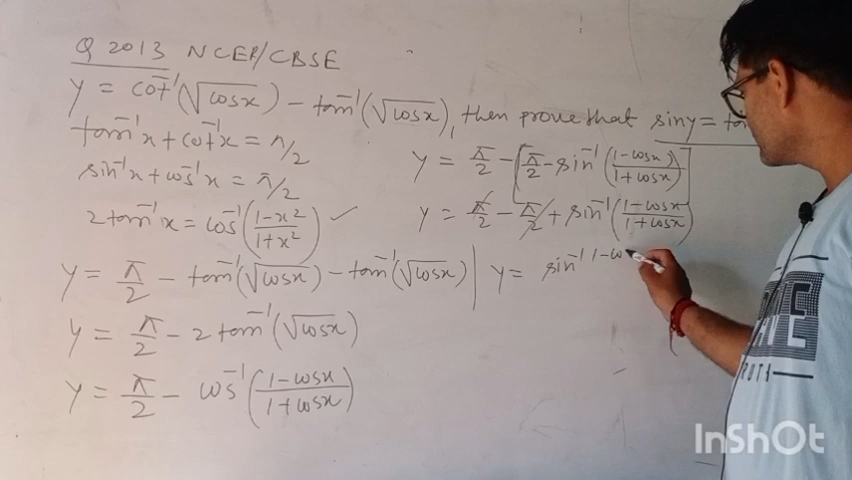 Q 2013 NCER/CBSE
y = cot⁻¹(√cosx) - tan⁻¹(√cosx), then prove that siny = tan
tan⁻¹x + cot⁻¹x = π/2
sin⁻¹x + cos⁻¹x = π/2
2tan⁻¹x = cos⁻¹((1-x²)/(1+x²)) ✓
y = π/2 - tan⁻¹(√cosx) - tan⁻¹(√cosx)
y = π/2 - 2tan⁻¹(√cosx)
y = π/2 - cos⁻¹((1-cosx)/(1+cosx))
y = π/2 - [π/2 - sin⁻¹((1-cosx)/(1+cosx))]
y = π/2 - π/2 + sin⁻¹((1-cosx)/(1+cosx))
y = sin⁻¹ 1-co
RUTH
InShOt